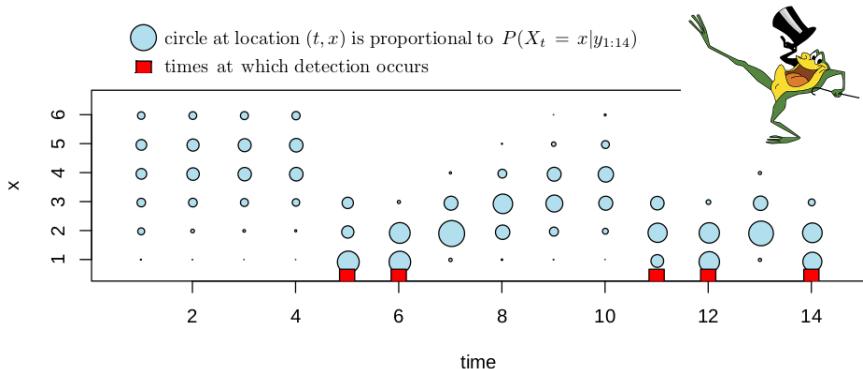 circle at location (t, x) is proportional to P(X_t = x|y_{1:14})
times at which detection occurs
6
5
4
3
2
1
x
2 4 6 8 10 12 14
time